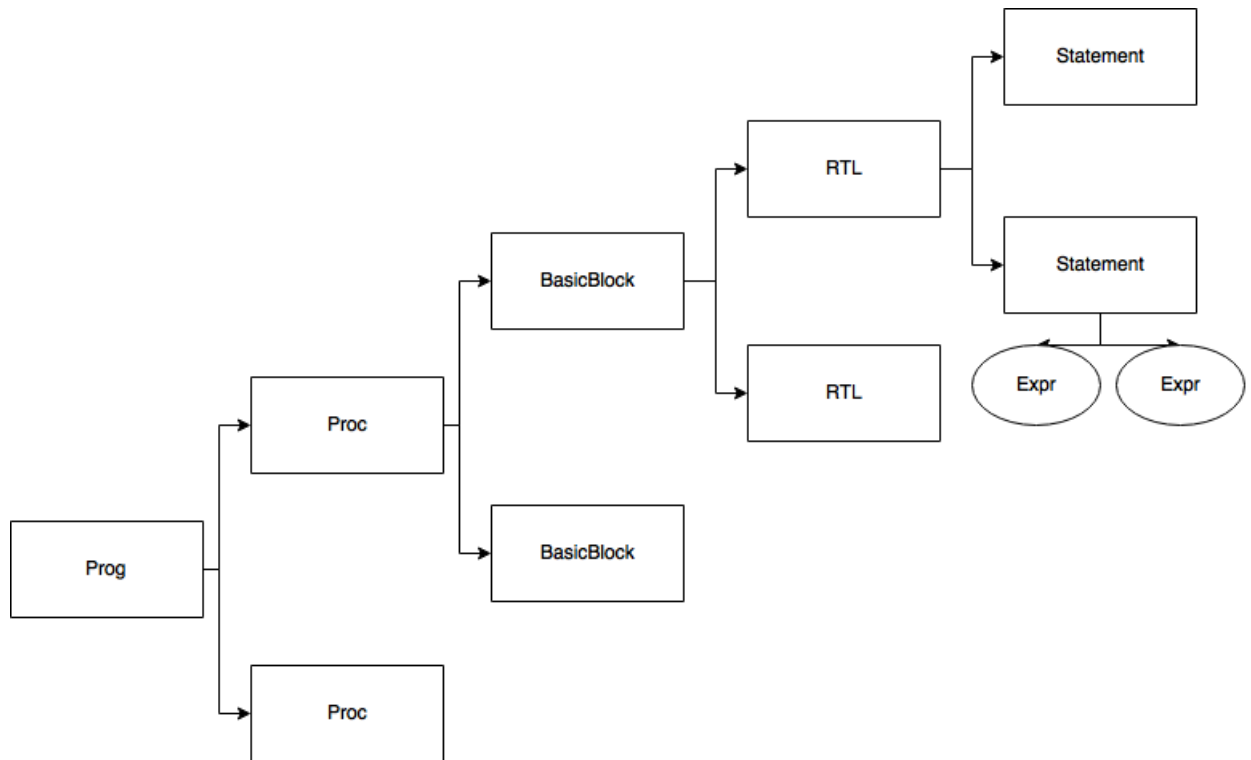 Statement
RTL
Statement
BasicBlock
Expr
Expr
RTL
Proc
BasicBlock
Prog
Proc